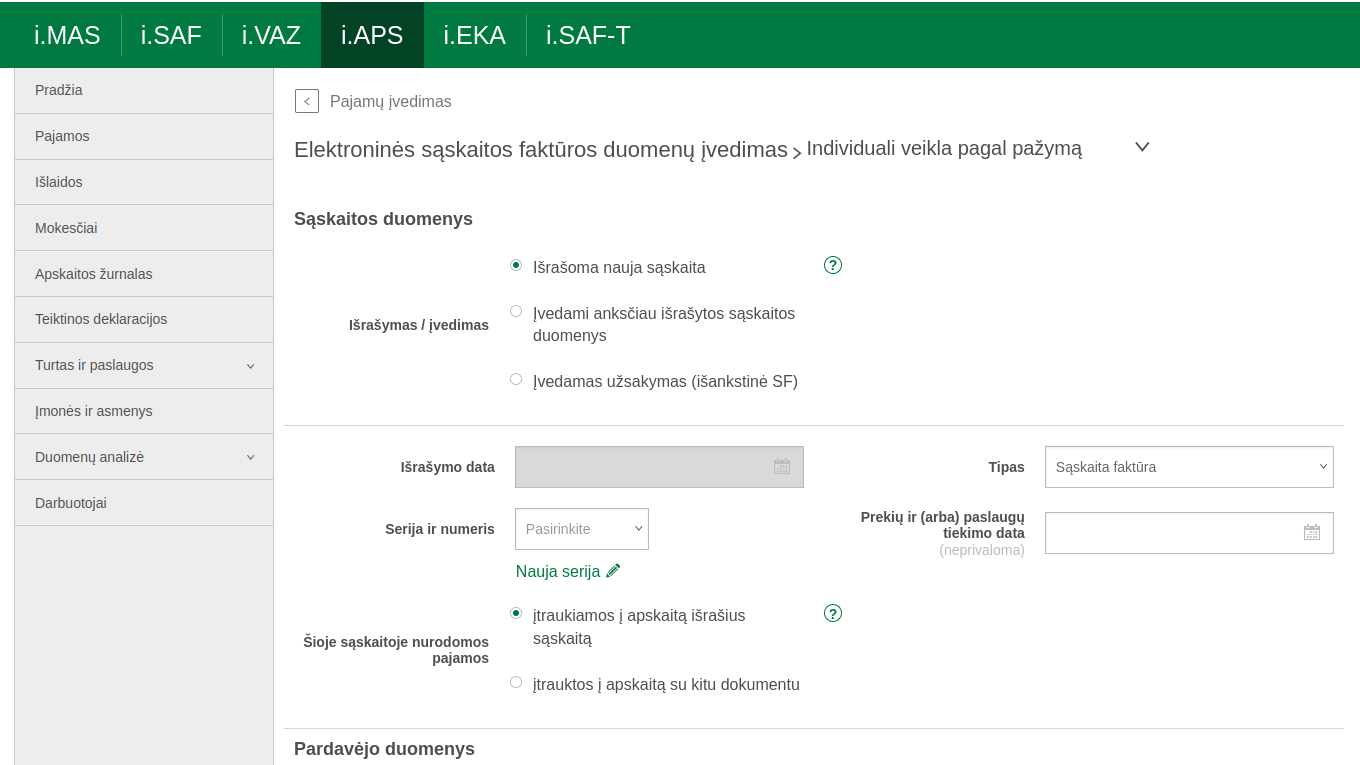 i.MAS i.SAF i.VAZ i.APS i.EKA i.SAF-T
Pradžia
Pajamos
Išlaidos
Mokesčiai
Apskaitos žurnalas
Teiktinos deklaracijos
Turtas ir paslaugos
Įmonės ir asmenys
Duomenų analizė
Darbuotojai
< Pajamų įvedimas
Elektroninės sąskaitos faktūros duomenų įvedimas > Individuali veikla pagal pažymą
Sąskaitos duomenys
Išrašymas / įvedimas
Išrašoma nauja sąskaita
?
Įvedami anksčiau išrašytos sąskaitos
duomenys
Įvedamas užsakymas (išankstinė SF)
Išrašymo data
Tipas
Sąskaita faktūra
Serija ir numeris
Pasirinkite
Nauja serija
Prekių ir (arba) paslaugų
tiekimo data
(neprivaloma)
Šioje sąskaitoje nurodomos
pajamos
įtraukiamos į apskaitą išrašius
sąskaitą
?
įtrauktos į apskaitą su kitu dokumentu
Pardavėjo duomenys